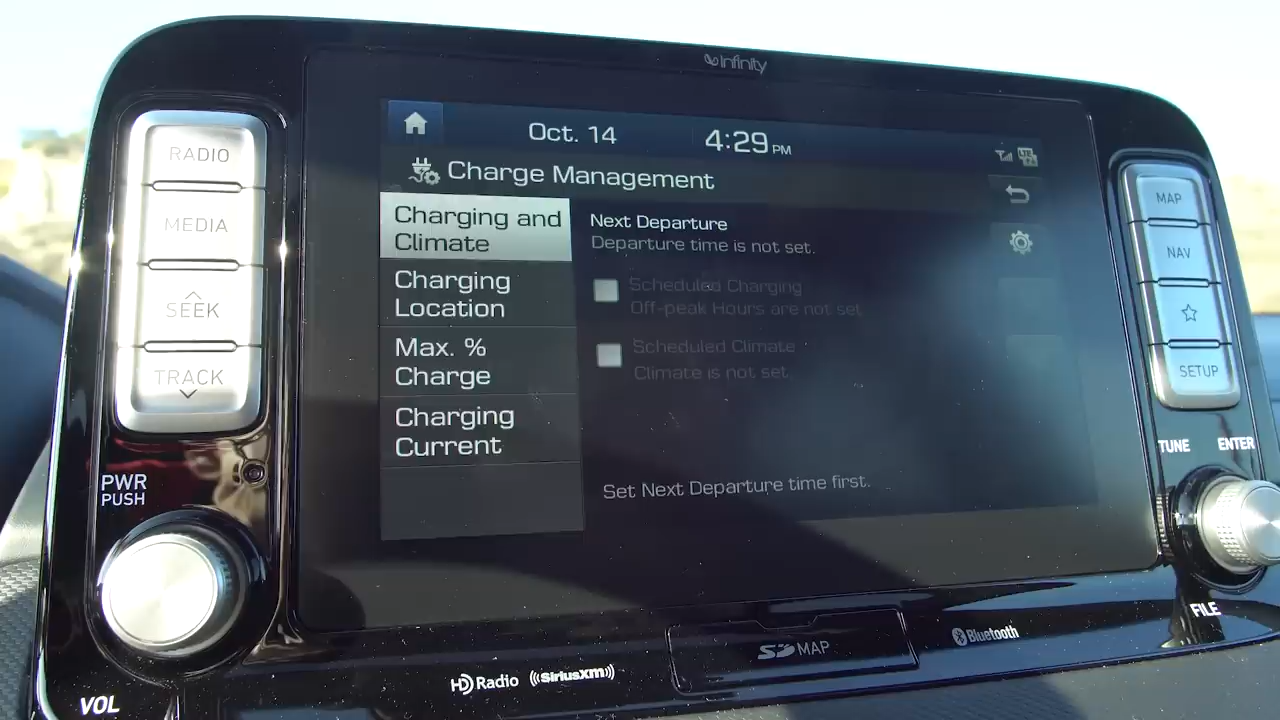 Infinity
RADIO
MEDIA
SEEK
TRACK
PWR
PUSH
VOL
Oct. 14
4:29 PM
LTE
Charge Management
Charging and
Climate
Charging
Location
Max. %
Charge
Charging
Current
Next Departure
Departure time is not set.
Scheduled Charging
Off-peak Hours are not set
Scheduled Climate
Climate is not set.
Set Next Departure time first.
MAP
NAV
SETUP
TUNE
ENTER
FILE
HD Radio
((SiriusXM))
SD MAP
Bluetooth